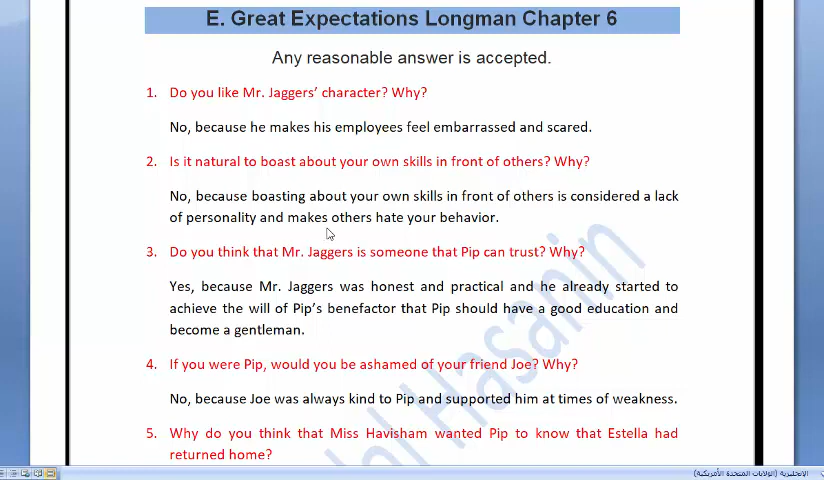 E. Great Expectations Longman Chapter 6
Any reasonable answer is accepted.
1. Do you like Mr. Jaggers' character? Why?
No, because he makes his employees feel embarrassed and scared.
2. Is it natural to boast about your own skills in front of others? Why?
No, because boasting about your own skills in front of others is considered a lack
of personality and makes others hate your behavior.
3. Do you think that Mr. Jaggers is someone that Pip can trust? Why?
Yes, because Mr. Jaggers was honest and practical and he already started to
achieve the will of Pip's benefactor that Pip should have a good education and
become a gentleman.
4. If you were Pip, would you be ashamed of your friend Joe? Why?
No, because Joe was always kind to Pip and supported him at times of weakness.
5. Why do you think that Miss Havisham wanted Pip to know that Estella had
returned home?
Hasanin
الإنجليزية (الولايات المتحدة الأمريكية)